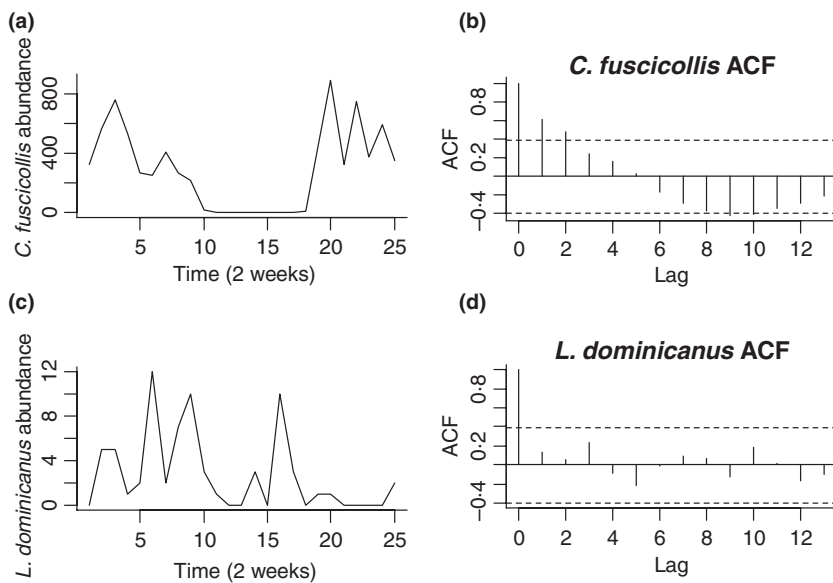 (a)
C. fuscicollis abundance
800
400
0
5 10 15 20 25
Time (2 weeks)
(b)
C. fuscicollis ACF
ACF
0·8
0·2
−0·4
0 2 4 6 8 10 12
Lag
(c)
L. dominicanus abundance
12
8
4
0
5 10 15 20 25
Time (2 weeks)
(d)
L. dominicanus ACF
ACF
0·8
0·2
−0·4
0 2 4 6 8 10 12
Lag